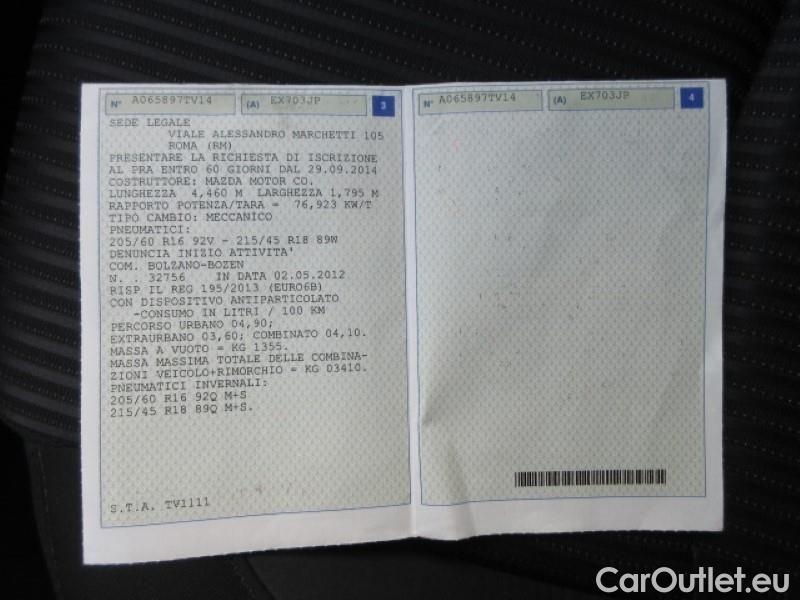 N° A065897TV14 (A) EX703JP 3
SEDE LEGALE
VIALE ALESSANDRO MARCHETTI 105
ROMA (RM)
PRESENTARE LA RICHIESTA DI ISCRIZIONE
AL PRA ENTRO 60 GIORNI DAL 29.09.2014
COSTRUTTORE: MAZDA MOTOR CO.
LUNGHEZZA 4,460 M LARGHEZZA 1,795 M
RAPPORTO POTENZA/TARA = 76,923 KW/T
TIPO CAMBIO: MECCANICO
PNEUMATICI:
205/60 R16 92V - 215/45 R18 89W
DENUNCIA INIZIO ATTIVITA'
COM. BOLZANO-BOZEN
N. . 32756 IN DATA 02.05.2012
RISP IL REG 195/2013 (EURO6B)
CON DISPOSITIVO ANTIPARTICOLATO
-CONSUMO IN LITRI / 100 KM
PERCORSO URBANO 04,90;
EXTRAURBANO 03,60; COMBINATO 04,10.
MASSA A VUOTO = KG 1355.
MASSA MASSIMA TOTALE DELLE COMBINA-
ZIONI VEICOLO+RIMORCHIO = KG 03410.
PNEUMATICI INVERNALI:
205/60 R16 92Q M+S
215/45 R18 89Q M+S.
S.T.A. TV1111
N° A065897TV14 (A) EX703JP 4
CarOutlet.eu